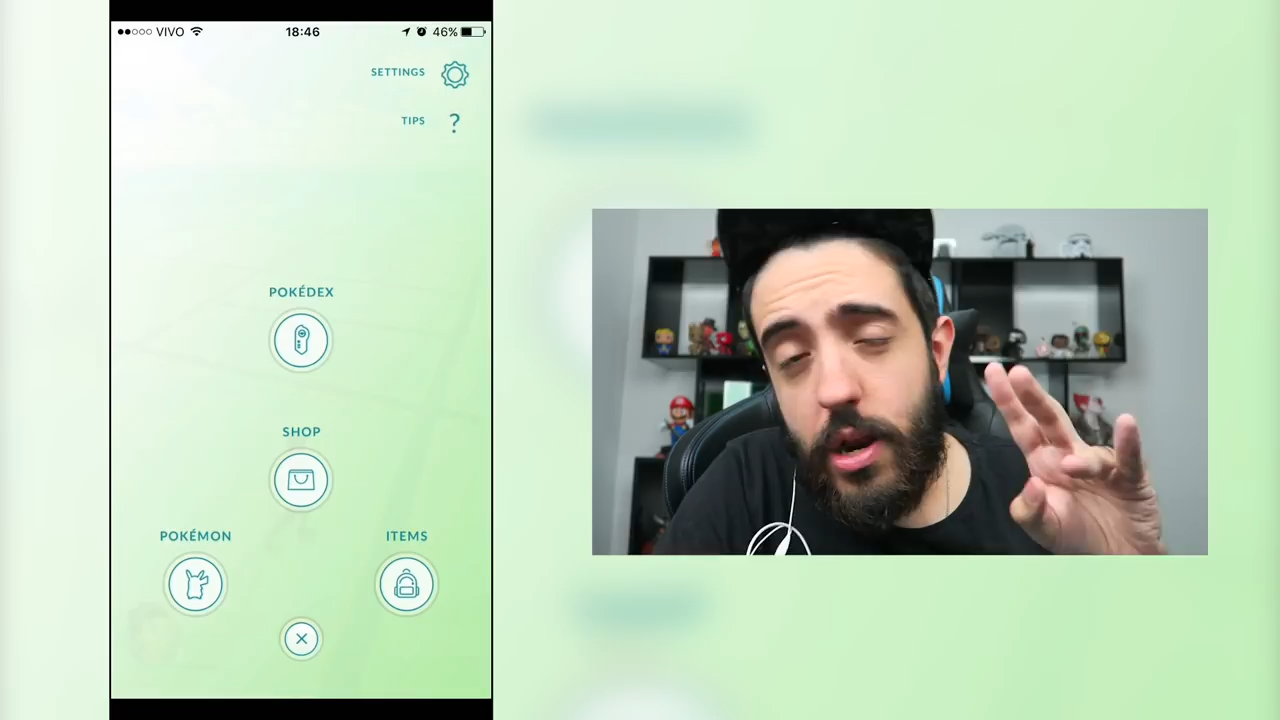 VIVO 18:46 46%
SETTINGS
TIPS ?
POKÉDEX
SHOP
POKÉMON ITEMS